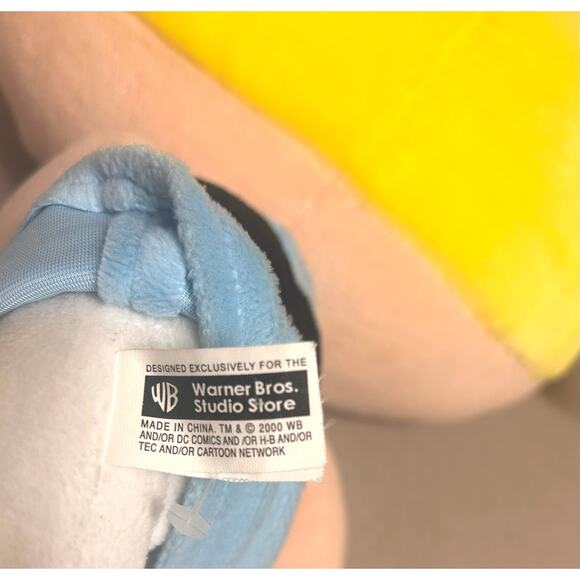 DESIGNED EXCLUSIVELY FOR THE
WB
Warner Bros.
Studio Store
MADE IN CHINA. TM & © 2000 WB
AND/OR DC COMICS AND /OR H-B AND/OR
TEC AND/OR CARTOON NETWORK